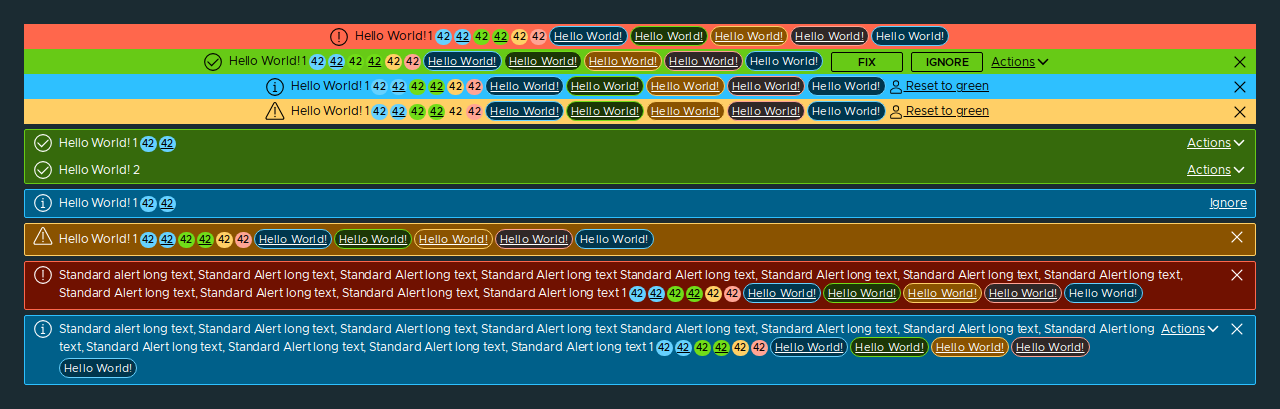 Hello World! 1 42 42 42 42 42 42 Hello World! Hello World! Hello World! Hello World! Hello World!
Hello World! 1 42 42 42 42 42 42 Hello World! Hello World! Hello World! Hello World! Hello World! FIX IGNORE Actions
Hello World! 1 42 42 42 42 42 42 Hello World! Hello World! Hello World! Hello World! Hello World! Reset to green
Hello World! 1 42 42 42 42 42 42 Hello World! Hello World! Hello World! Hello World! Hello World! Reset to green
Hello World! 1 42 42 Actions
Hello World! 2 Actions
Hello World! 1 42 42 Ignore
Hello World! 1 42 42 42 42 42 42 Hello World! Hello World! Hello World! Hello World! Hello World!
Standard alert long text, Standard Alert long text, Standard Alert long text, Standard Alert long text Standard Alert long text, Standard Alert long text, Standard Alert long text, Standard Alert long text,
Standard Alert long text, Standard Alert long text, Standard Alert long text, Standard Alert long text 1 42 42 42 42 42 42 Hello World! Hello World! Hello World! Hello World! Hello World!
Standard alert long text, Standard Alert long text, Standard Alert long text, Standard Alert long text Standard Alert long text, Standard Alert long text, Standard Alert long text, Standard Alert long Actions
text, Standard Alert long text, Standard Alert long text, Standard Alert long text, Standard Alert long text 1 42 42 42 42 42 42 Hello World! Hello World! Hello World! Hello World!
Hello World!